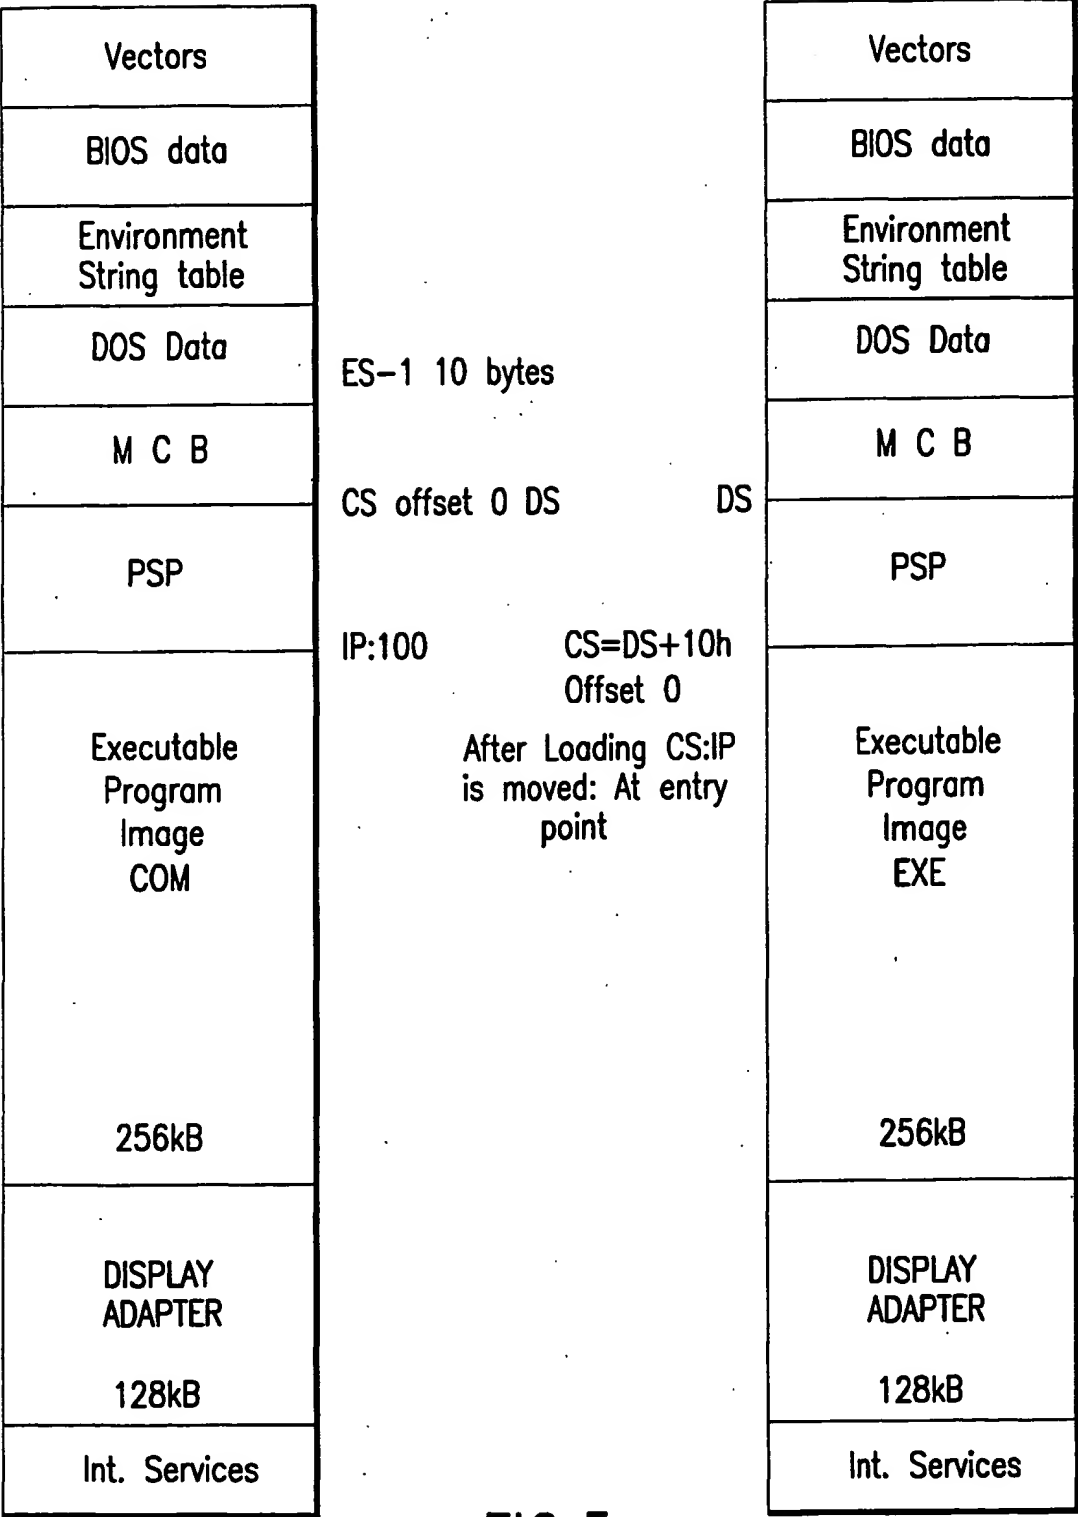 Vectors
BIOS data
Environment
String table
DOS Data
M C B
PSP
Executable
Program
Image
COM
256kB
DISPLAY
ADAPTER
128kB
Int. Services
ES-1 10 bytes
CS offset 0 DS
IP:100
DS
CS=DS+10h
Offset 0
After Loading CS:IP
is moved: At entry
point
Vectors
BIOS data
Environment
String table
DOS Data
M C B
PSP
Executable
Program
Image
EXE
256kB
DISPLAY
ADAPTER
128kB
Int. Services